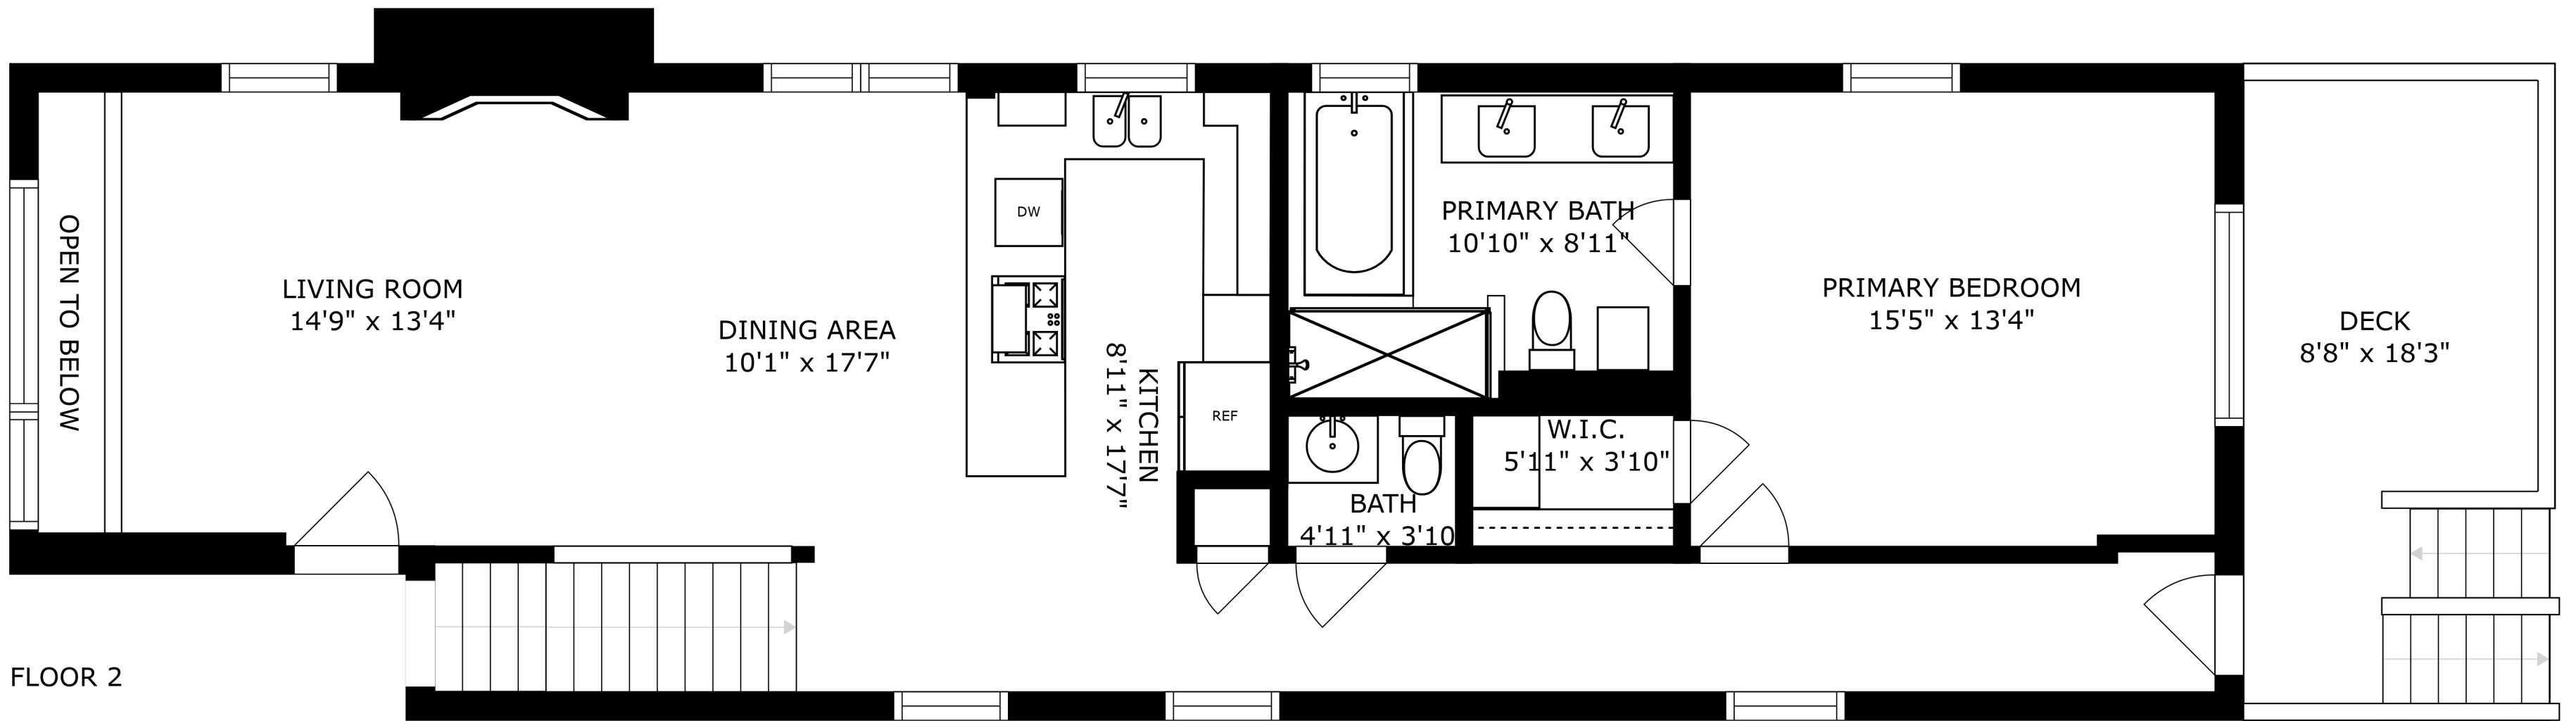 OPEN TO BELOW
LIVING ROOM
14'9" x 13'4"
DINING AREA
10'1" x 17'7"
DW
KITCHEN
8'11" x 17'7"
REF
PRIMARY BATH
10'10" x 8'11"
BATH
4'11" x 3'10
W.I.C.
5'11" x 3'10"
PRIMARY BEDROOM
15'5" x 13'4"
DECK
8'8" x 18'3"
FLOOR 2